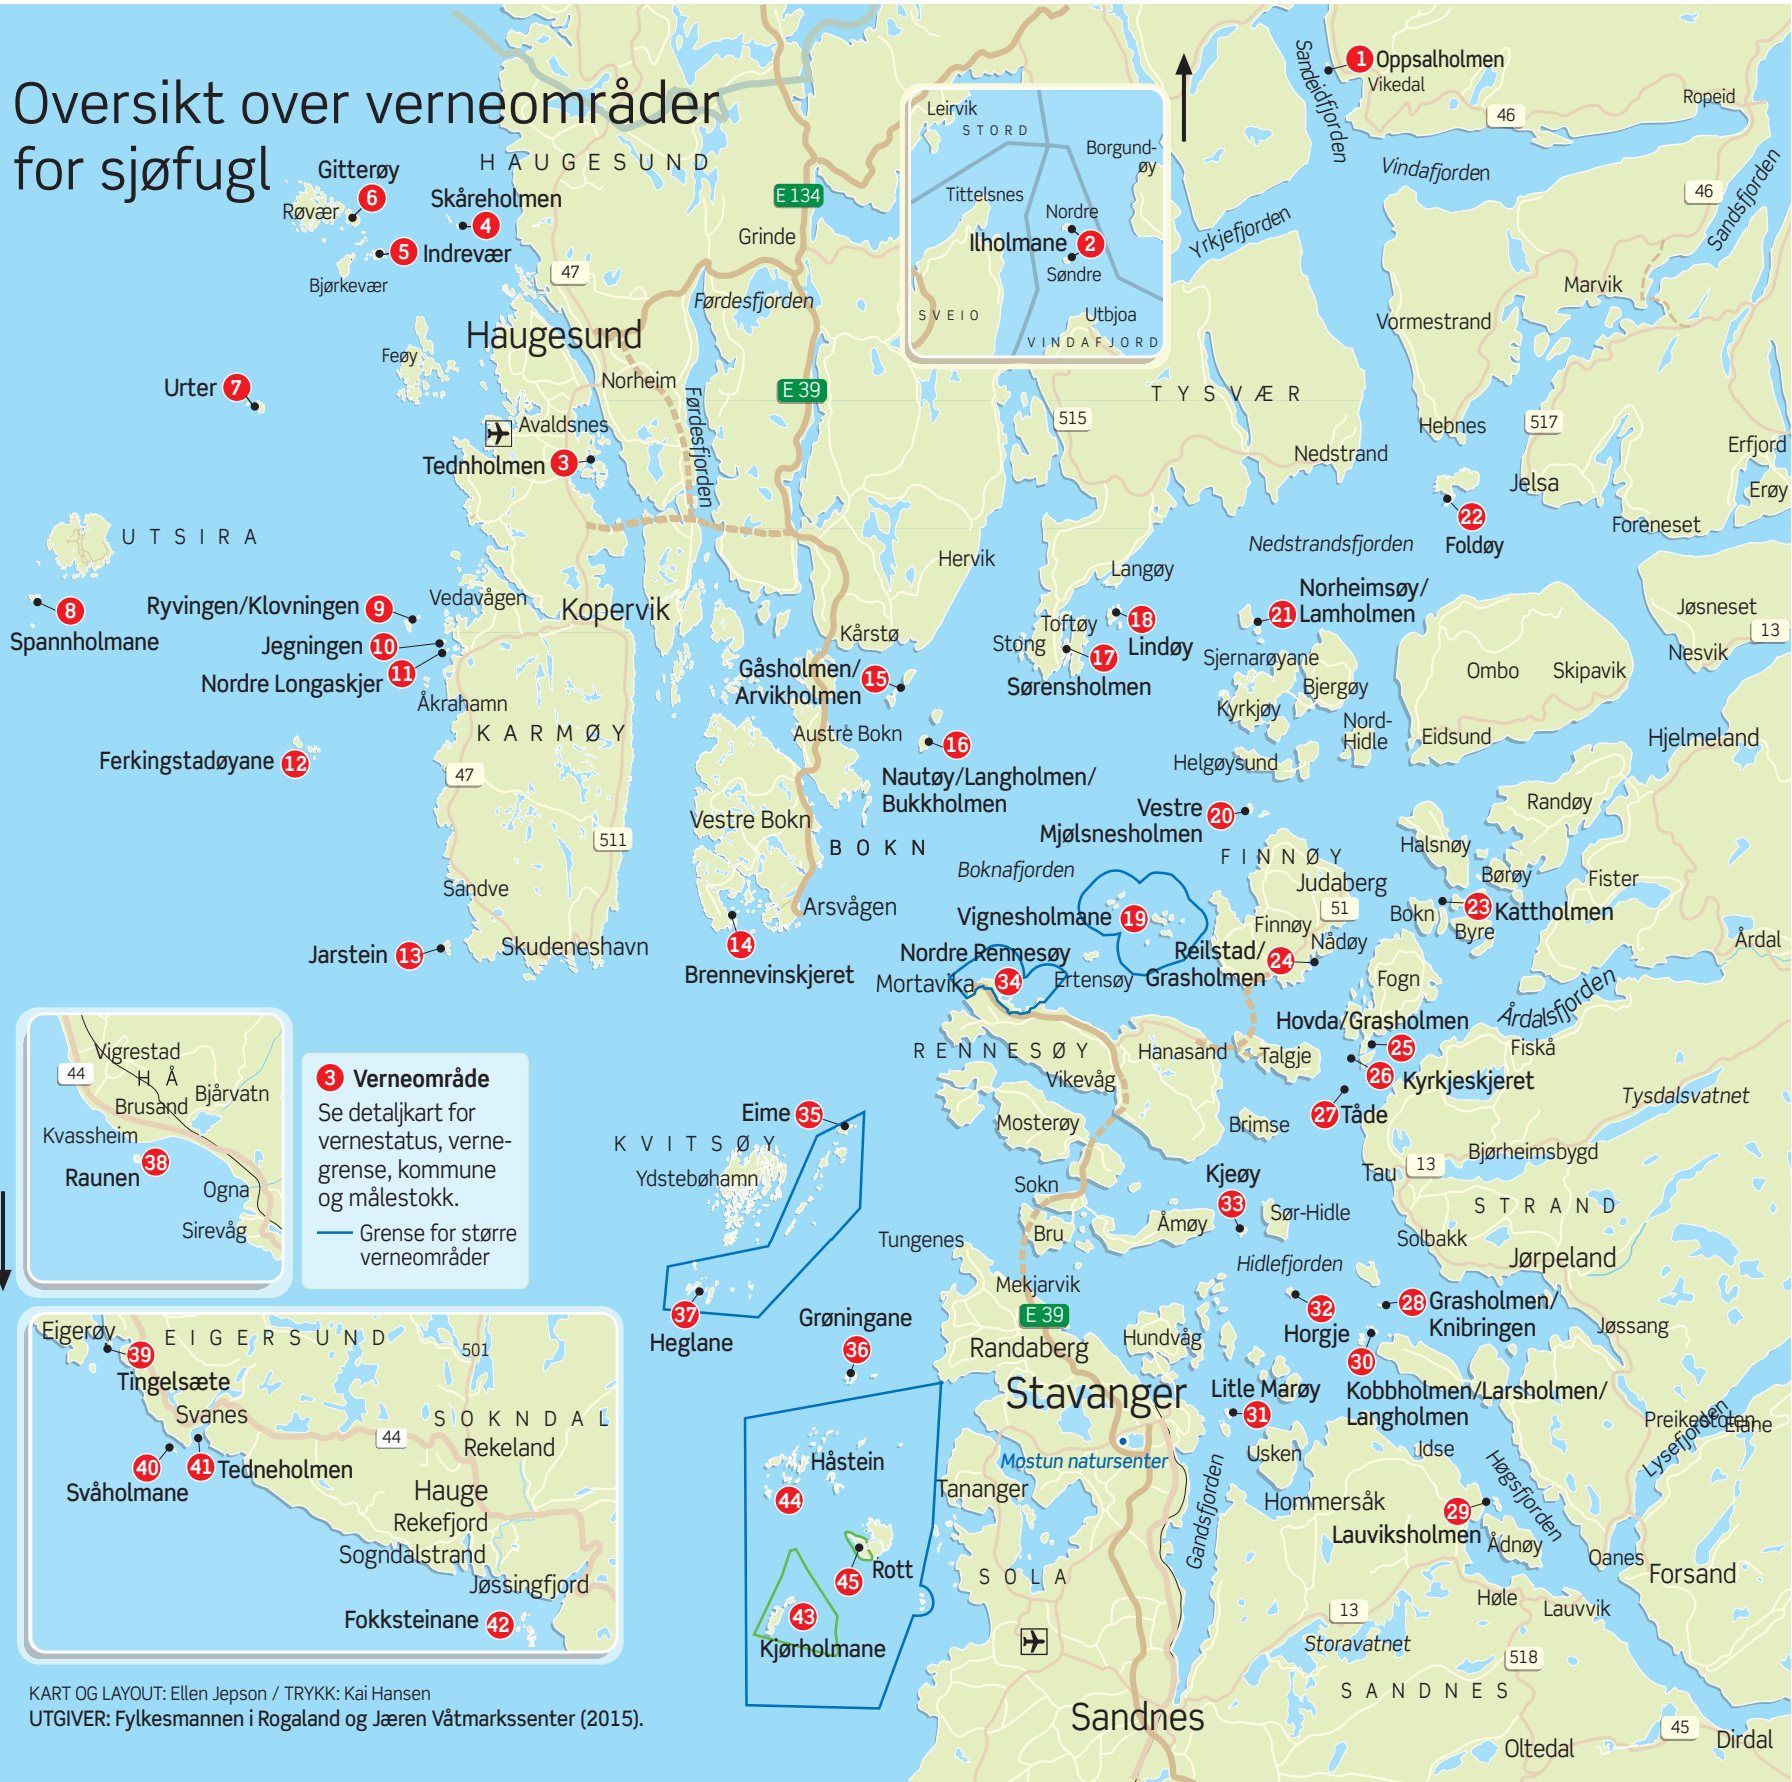 Oversikt over verneområder
for sjøfugl
HAUGESUND
Gitterøy
6
Røvær
Skåreholmen
4
5
Indrevær
Bjørkevær
47
E 134
Grinde
Førdesfjorden
Haugesund
Feøy
Norheim
Førdesfjorden
E 39
Urter
7
Avaldsnes
Tednholmen
3
Leirvik
STORD
Borgund-
øy
Tittelsnes
Nordre
Ilholmane
2
Søndre
SVEIO
Utbjoa
VINDAFJORD
Sandeidfjorden
1
Oppsalholmen
Vikedal
46
Ropeid
Vindafjorden
46
Sandsfjorden
Yrkjefjorden
Marvik
Vormestrand
TYSVÆR
515
Hebnes
517
Nedstrand
Erfjord
Jelsa
Erøy
22
Foldøy
Foreneset
Nedstrandsfjorden
UTSIRA
8
Spannholmane
Ryvingen/Klovningen
9
Vedavågen
Jegningen
10
11
Nordre Longaskjer
Kopervik
Åkrahamn
KARMØY
Ferkingstadøyane
12
47
511
Sandve
Jarstein
13
Skudeneshavn
Hervik
Langøy
Kårstø
Toftøy
Stong
18
Lindøy
17
Sørensholmen
Gåsholmen/
Arvikholmen
15
Austre Bokn
16
Nautøy/Langholmen/
Bukkholmen
Vestre Bokn
BOKN
Arsvågen
14
Brennevinskjeret
21
Norheimsøy/
Lamholmen
Jøsneset
13
Nesvik
Sjernarøyane
Bjergøy
Kyrkjøy
Nord-
Hidle
Ombo
Skipavik
Eidsund
Hjelmeland
Helgøysund
Vestre
Mjølsnesholmen
20
Randøy
Halsnøy
FINNØY
Judaberg
51
Børøy
Fister
Bokn
23
Kattholmen
Byre
Boknafjorden
Vignesholmane
19
Finnøy
Nådøy
Årdal
Nordre Rennesøy
34
Mortavika
Ertensøy
Reilstad/
Grasholmen
24
Fogn
Årdalsfjorden
Hovda/Grasholmen
25
Fiskå
RENNESØY
Hanasand
Talgje
26
Kyrkjeskjeret
Vikevåg
27
Tåde
Tysdalsvatnet
Mosterøy
Brimse
Bjørheimsbygd
13
Tau
Vigrestad
44
HÅ
Bjårvatn
Brusand
Kvassheim
38
Raunen
Ogna
Sirevåg
3
Verneområde
Se detaljkart for
vernestatus, verne-
grense, kommune
og målestokk.
Grense for større
verneområder
Eime
35
KVITSØY
Ydstebøhamn
Tungenes
37
Heglane
Grøningane
36
Sokn
Kjeøy
33
Åmøy
Sør-Hidle
Bru
STRAND
Solbakk
Hidlefjorden
Jørpeland
Mekjarvik
E 39
Randaberg
Hundvåg
32
Horgje
28
Grasholmen/
Knibringen
30
Kobbholmen/Larsholmen/
Langholmen
Jøssang
Stavanger
Litle Marøy
31
Preikestolen
Eiane
Lysefjorden
Usken
Idse
Høgsfjorden
Mostun natursenter
Gandsfjorden
Tananger
Hommersåk
29
Lauviksholmen
Ådnøy
Oanes
Forsand
Håstein
44
Rott
45
SOLA
43
Kjørholmane
13
Høle
Lauvvik
Storavatnet
518
SANDNES
Sandnes
45
Dirdal
Oltedal
Eigerøy
EIGERSUND
39
Tingelsæte
501
Svanes
SOKNDAL
44
Rekeland
40
Svåholmane
41
Tedneholmen
Hauge
Rekefjord
Sogndalstrand
Jøssingfjord
Fokksteinane
42
KART OG LAYOUT: Ellen Jepson / TRYKK: Kai Hansen
UTGIVER: Fylkesmannen i Rogaland og Jæren Våtmarkssenter (2015).